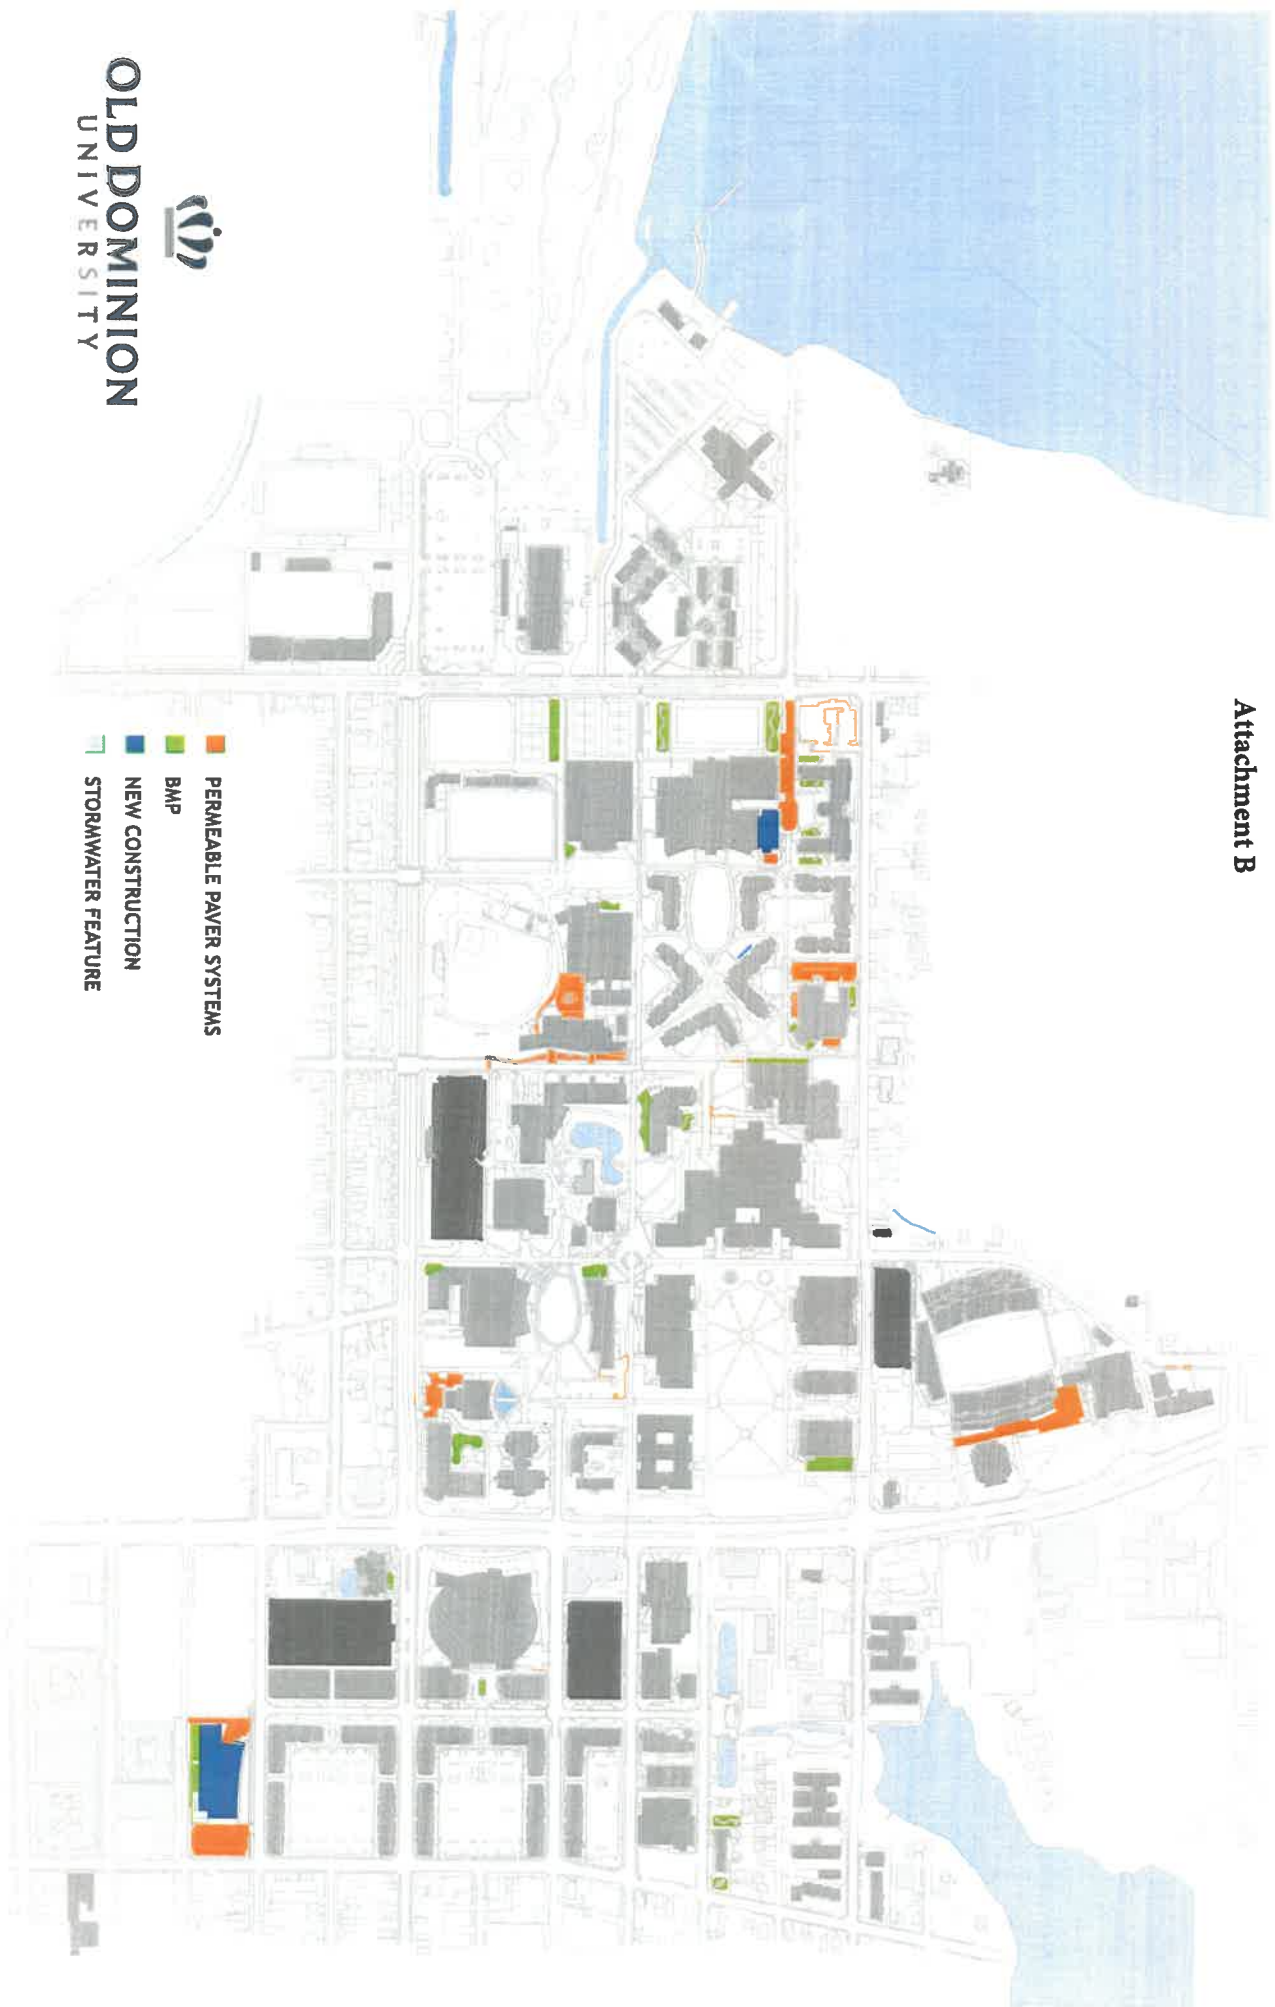 Attachment B
OLD DOMINION
UNIVERSITY
PERMEABLE PAVER SYSTEMS
BMP
NEW CONSTRUCTION
STORMWATER FEATURE